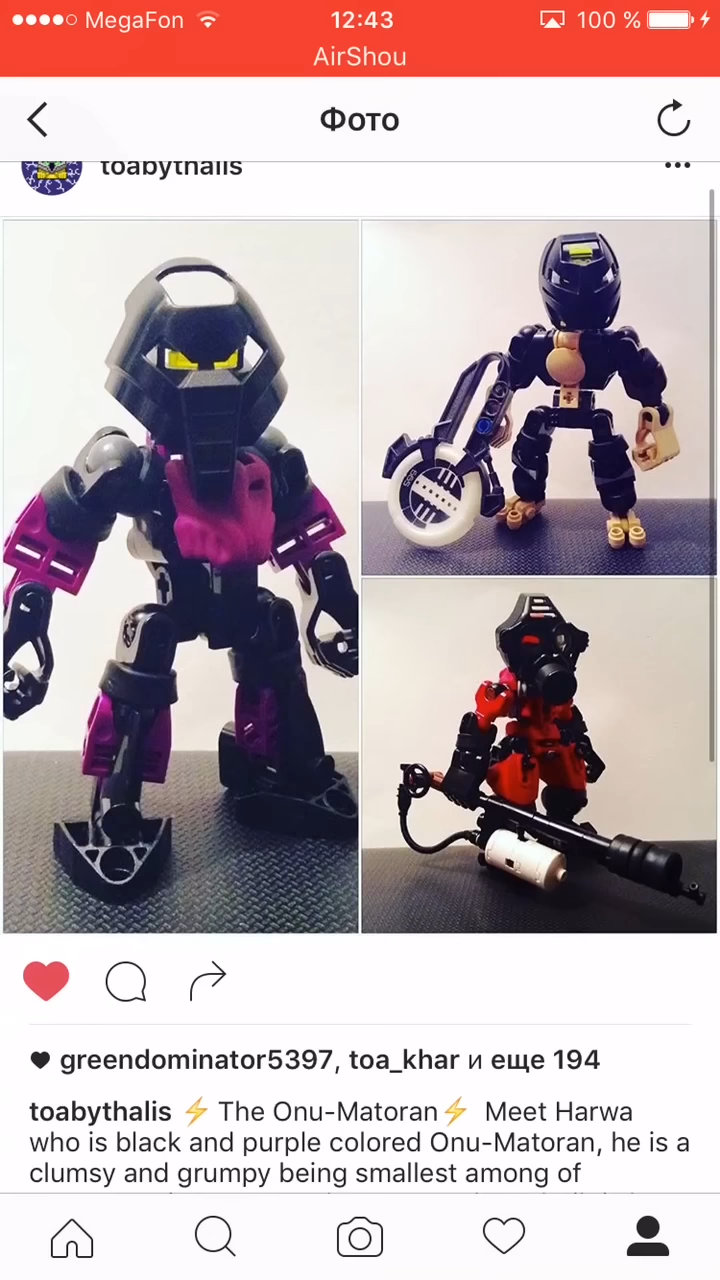 MegaFon 12:43 100 %
AirShou
Фото
toabythalis
665
greendominator5397, toa_khar и еще 194
toabythalis ⚡ The Onu-Matoran⚡ Meet Harwa
who is black and purple colored Onu-Matoran, he is a
clumsy and grumpy being smallest among of